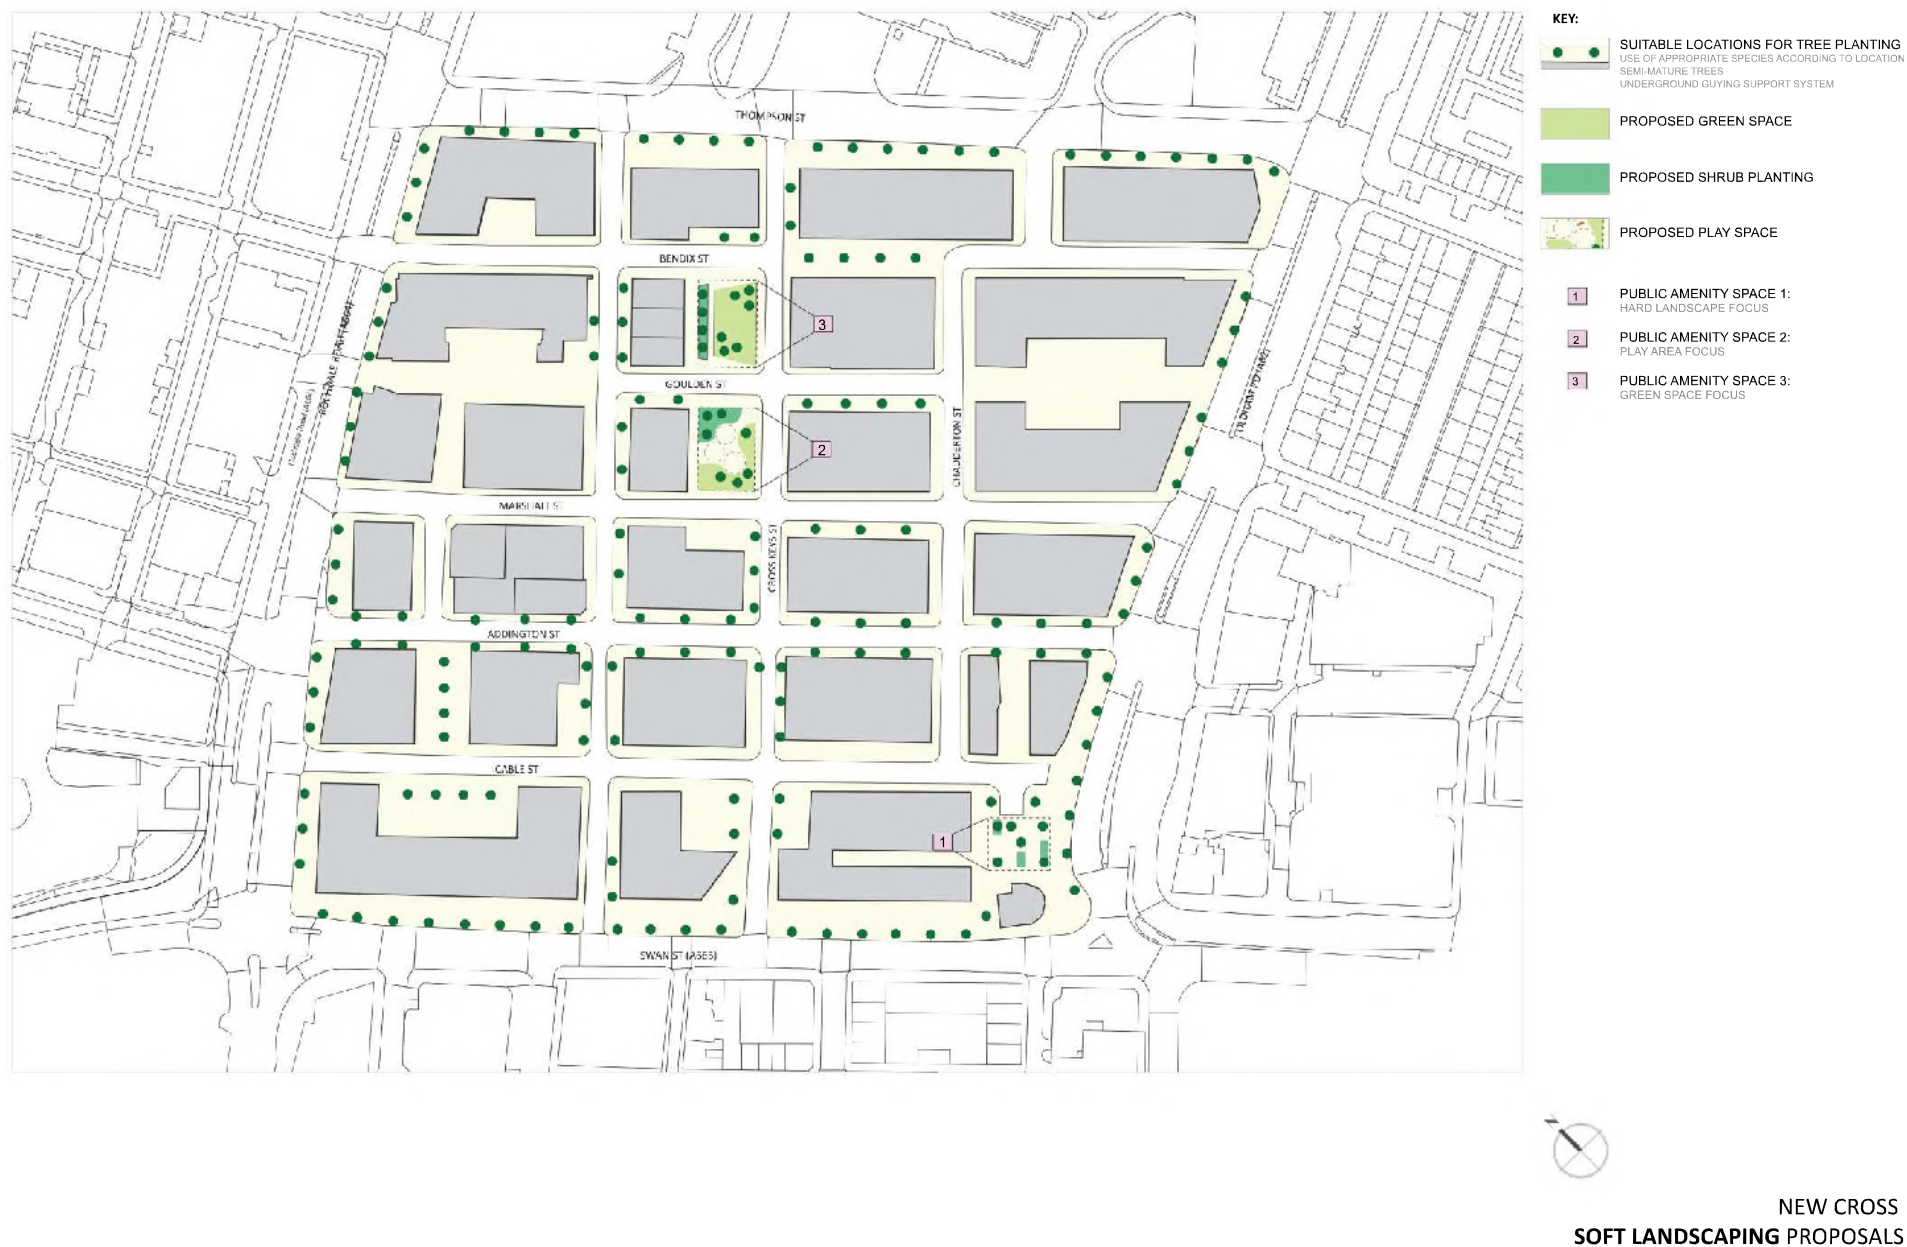 KEY:
SUITABLE LOCATIONS FOR TREE PLANTING
USE OF APPROPRIATE SPECIES ACCORDING TO LOCATION
SEMI-MATURE TREES
UNDERGROUND GUYING SUPPORT SYSTEM
PROPOSED GREEN SPACE
PROPOSED SHRUB PLANTING
PROPOSED PLAY SPACE
1
PUBLIC AMENITY SPACE 1:
HARD LANDSCAPE FOCUS
2
PUBLIC AMENITY SPACE 2:
PLAY AREA FOCUS
3
PUBLIC AMENITY SPACE 3:
GREEN SPACE FOCUS
THOMPSON ST
BENDIX ST
3
GOULDEN ST
2
CHADDERTON ST
MARSHALL ST
CROSS KEYS ST
ADDINGTON ST
CABLE ST
1
SWAN ST (A665)
NEW CROSS
SOFT LANDSCAPING PROPOSALS